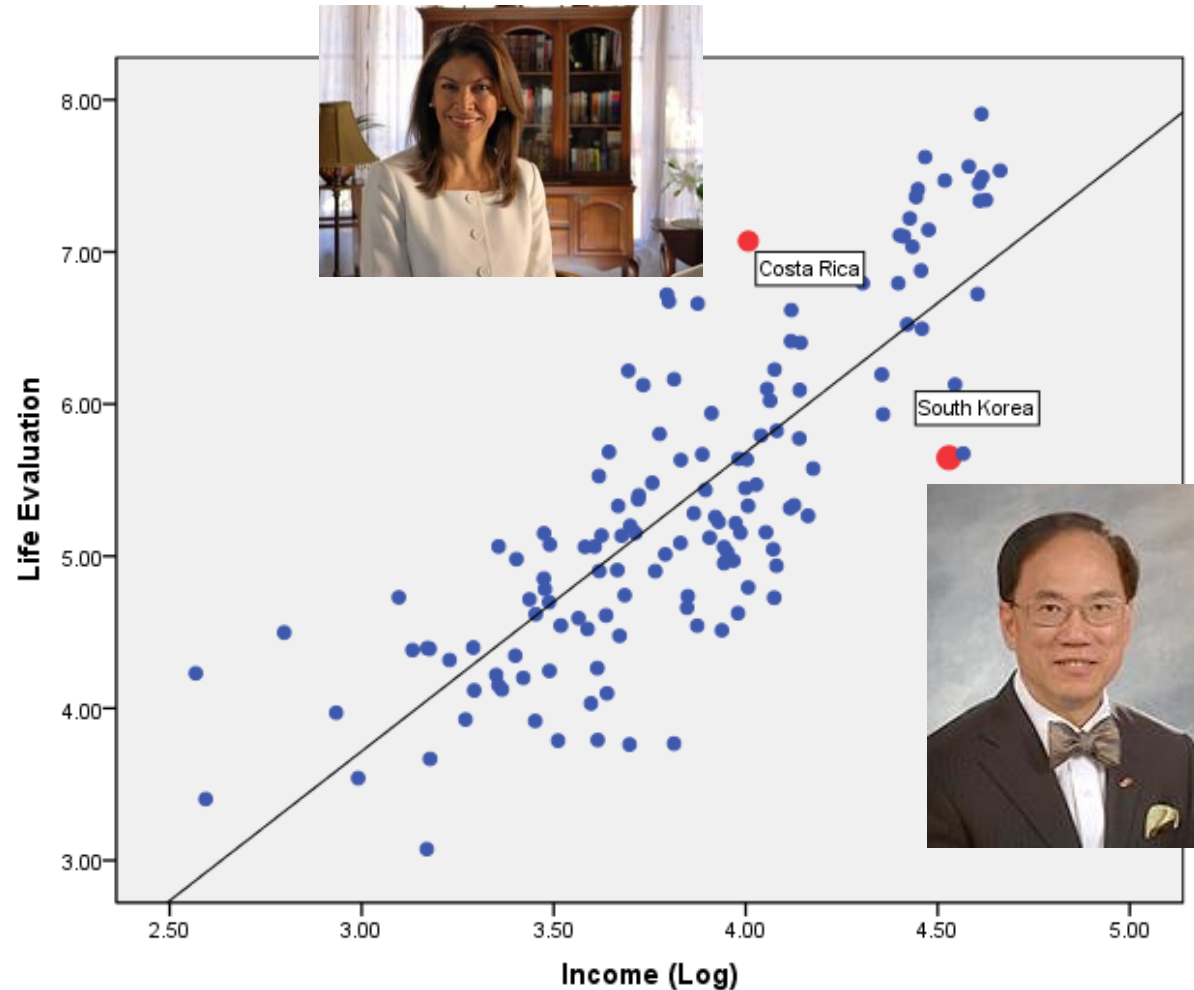 8.00
7.00
6.00
5.00
4.00
3.00
Life Evaluation
Costa Rica
South Korea
2.50 3.00 3.50 4.00 4.50 5.00
Income (Log)